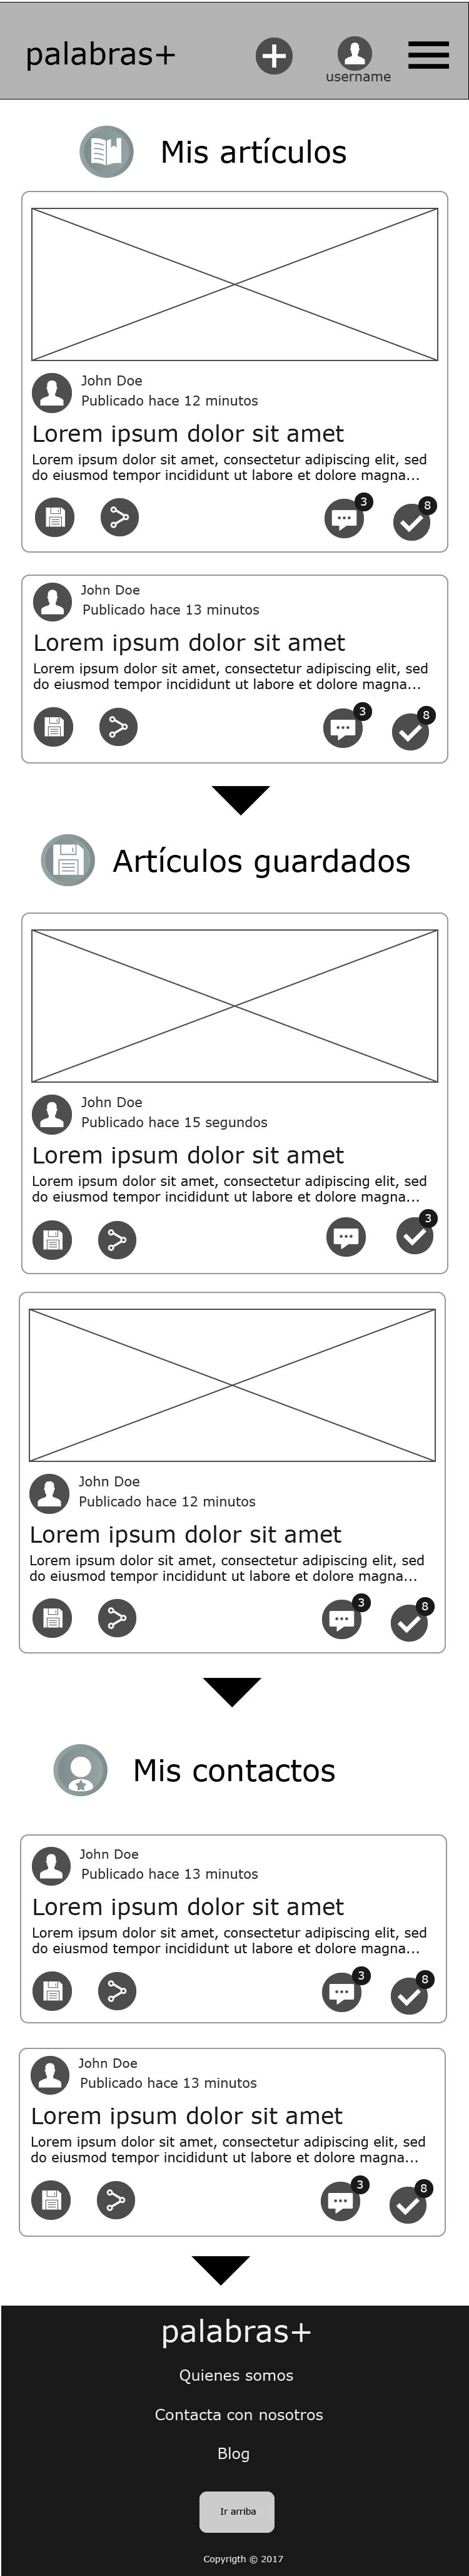 palabras+
username
Mis artículos
John Doe
Publicado hace 12 minutos
Lorem ipsum dolor sit amet
Lorem ipsum dolor sit amet, consectetur adipiscing elit, sed
do eiusmod tempor incididunt ut labore et dolore magna...
3
8
John Doe
Publicado hace 13 minutos
Lorem ipsum dolor sit amet
Lorem ipsum dolor sit amet, consectetur adipiscing elit, sed
do eiusmod tempor incididunt ut labore et dolore magna...
3
8
Artículos guardados
John Doe
Publicado hace 15 segundos
Lorem ipsum dolor sit amet
Lorem ipsum dolor sit amet, consectetur adipiscing elit, sed
do eiusmod tempor incididunt ut labore et dolore magna...
3
John Doe
Publicado hace 12 minutos
Lorem ipsum dolor sit amet
Lorem ipsum dolor sit amet, consectetur adipiscing elit, sed
do eiusmod tempor incididunt ut labore et dolore magna...
3
8
Mis contactos
John Doe
Publicado hace 13 minutos
Lorem ipsum dolor sit amet
Lorem ipsum dolor sit amet, consectetur adipiscing elit, sed
do eiusmod tempor incididunt ut labore et dolore magna...
3
8
John Doe
Publicado hace 13 minutos
Lorem ipsum dolor sit amet
Lorem ipsum dolor sit amet, consectetur adipiscing elit, sed
do eiusmod tempor incididunt ut labore et dolore magna...
3
8
palabras+
Quienes somos
Contacta con nosotros
Blog
Ir arriba
Copyrigth © 2017